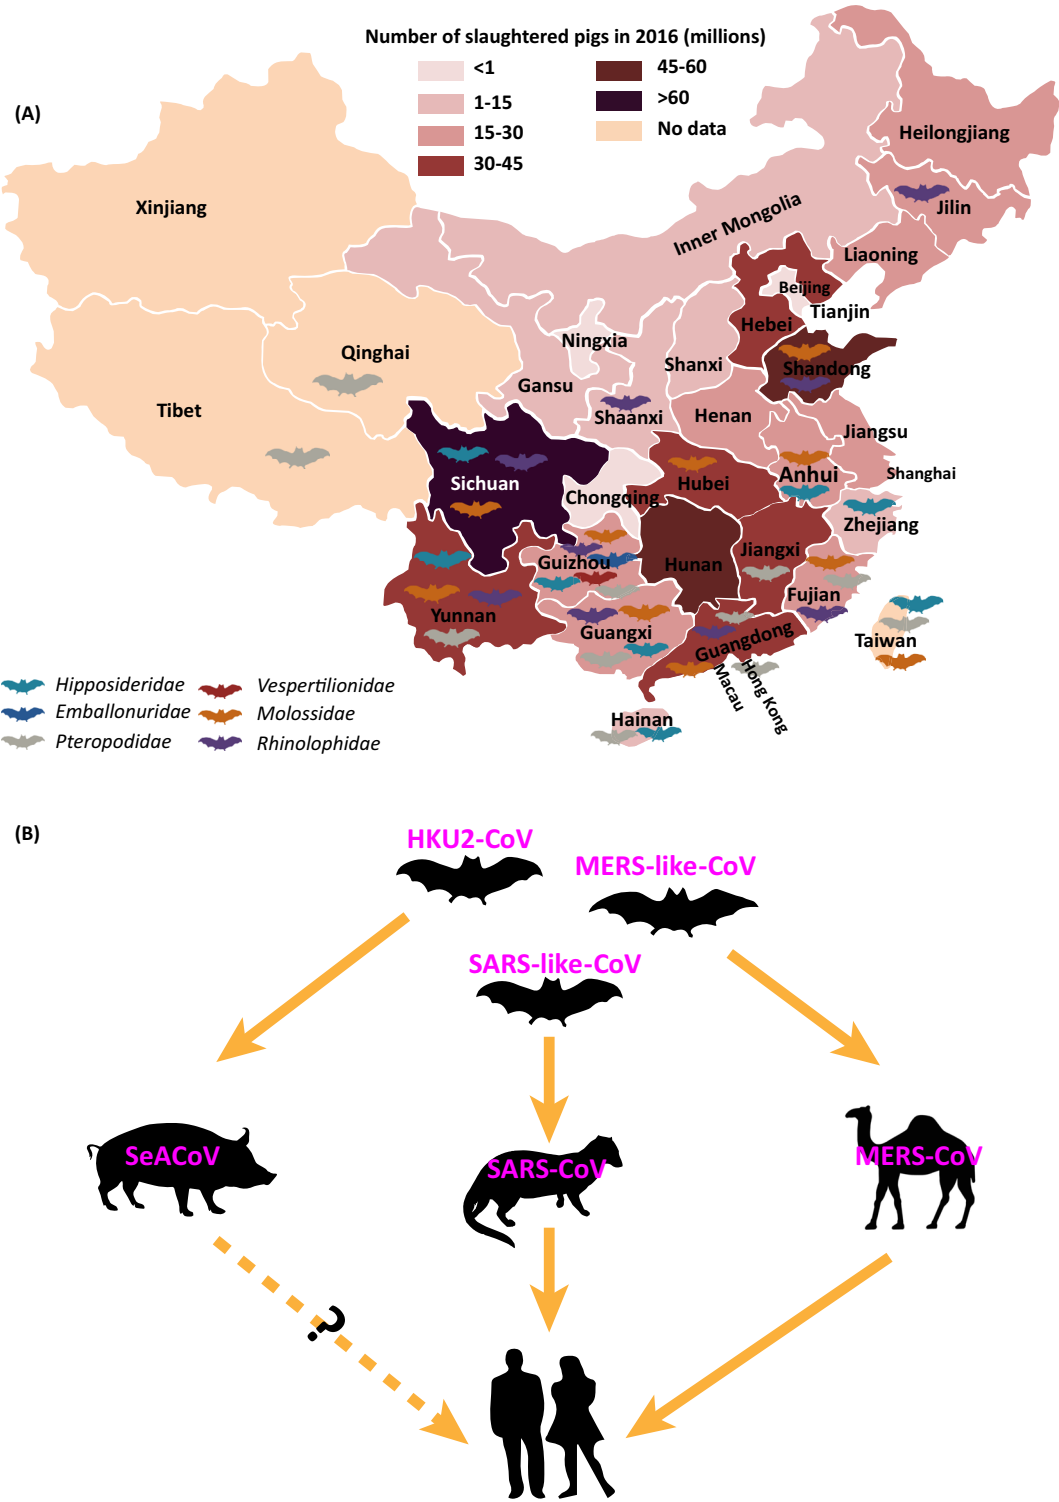 (A)
Number of slaughtered pigs in 2016 (millions)
<1
1-15
15-30
30-45
45-60
>60
No data
Xinjiang
Tibet
Qinghai
Gansu
Ningxia
Inner Mongolia
Heilongjiang
Jilin
Liaoning
Beijing
Tianjin
Hebei
Shanxi
Shandong
Shaanxi
Henan
Jiangsu
Anhui
Shanghai
Sichuan
Chongqing
Hubei
Zhejiang
Yunnan
Guizhou
Hunan
Jiangxi
Fujian
Guangxi
Guangdong
Taiwan
Macau
Hong Kong
Hainan
Hipposideridae
Emballonuridae
Pteropodidae
Vespertilionidae
Molossidae
Rhinolophidae
(B)
HKU2-CoV
MERS-like-CoV
SARS-like-CoV
SeACoV
SARS-CoV
MERS-CoV
?